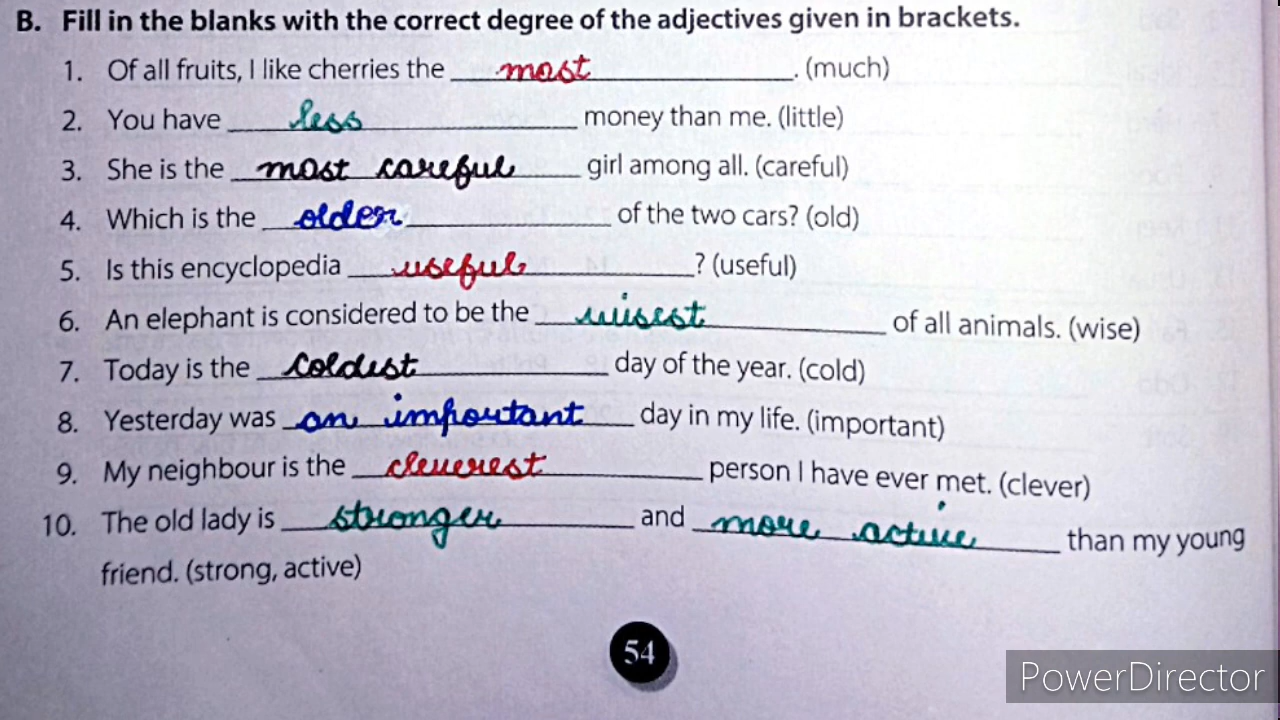 B. Fill in the blanks with the correct degree of the adjectives given in brackets.
1. Of all fruits, I like cherries the most. (much)
2. You have less money than me. (little)
3. She is the most careful girl among all. (careful)
4. Which is the older of the two cars? (old)
5. Is this encyclopedia useful? (useful)
6. An elephant is considered to be the wisest of all animals. (wise)
7. Today is the coldest day of the year. (cold)
8. Yesterday was an important day in my life. (important)
9. My neighbour is the cleverest person I have ever met. (clever)
10. The old lady is stronger and more active than my young
friend. (strong, active)
54
PowerDirector